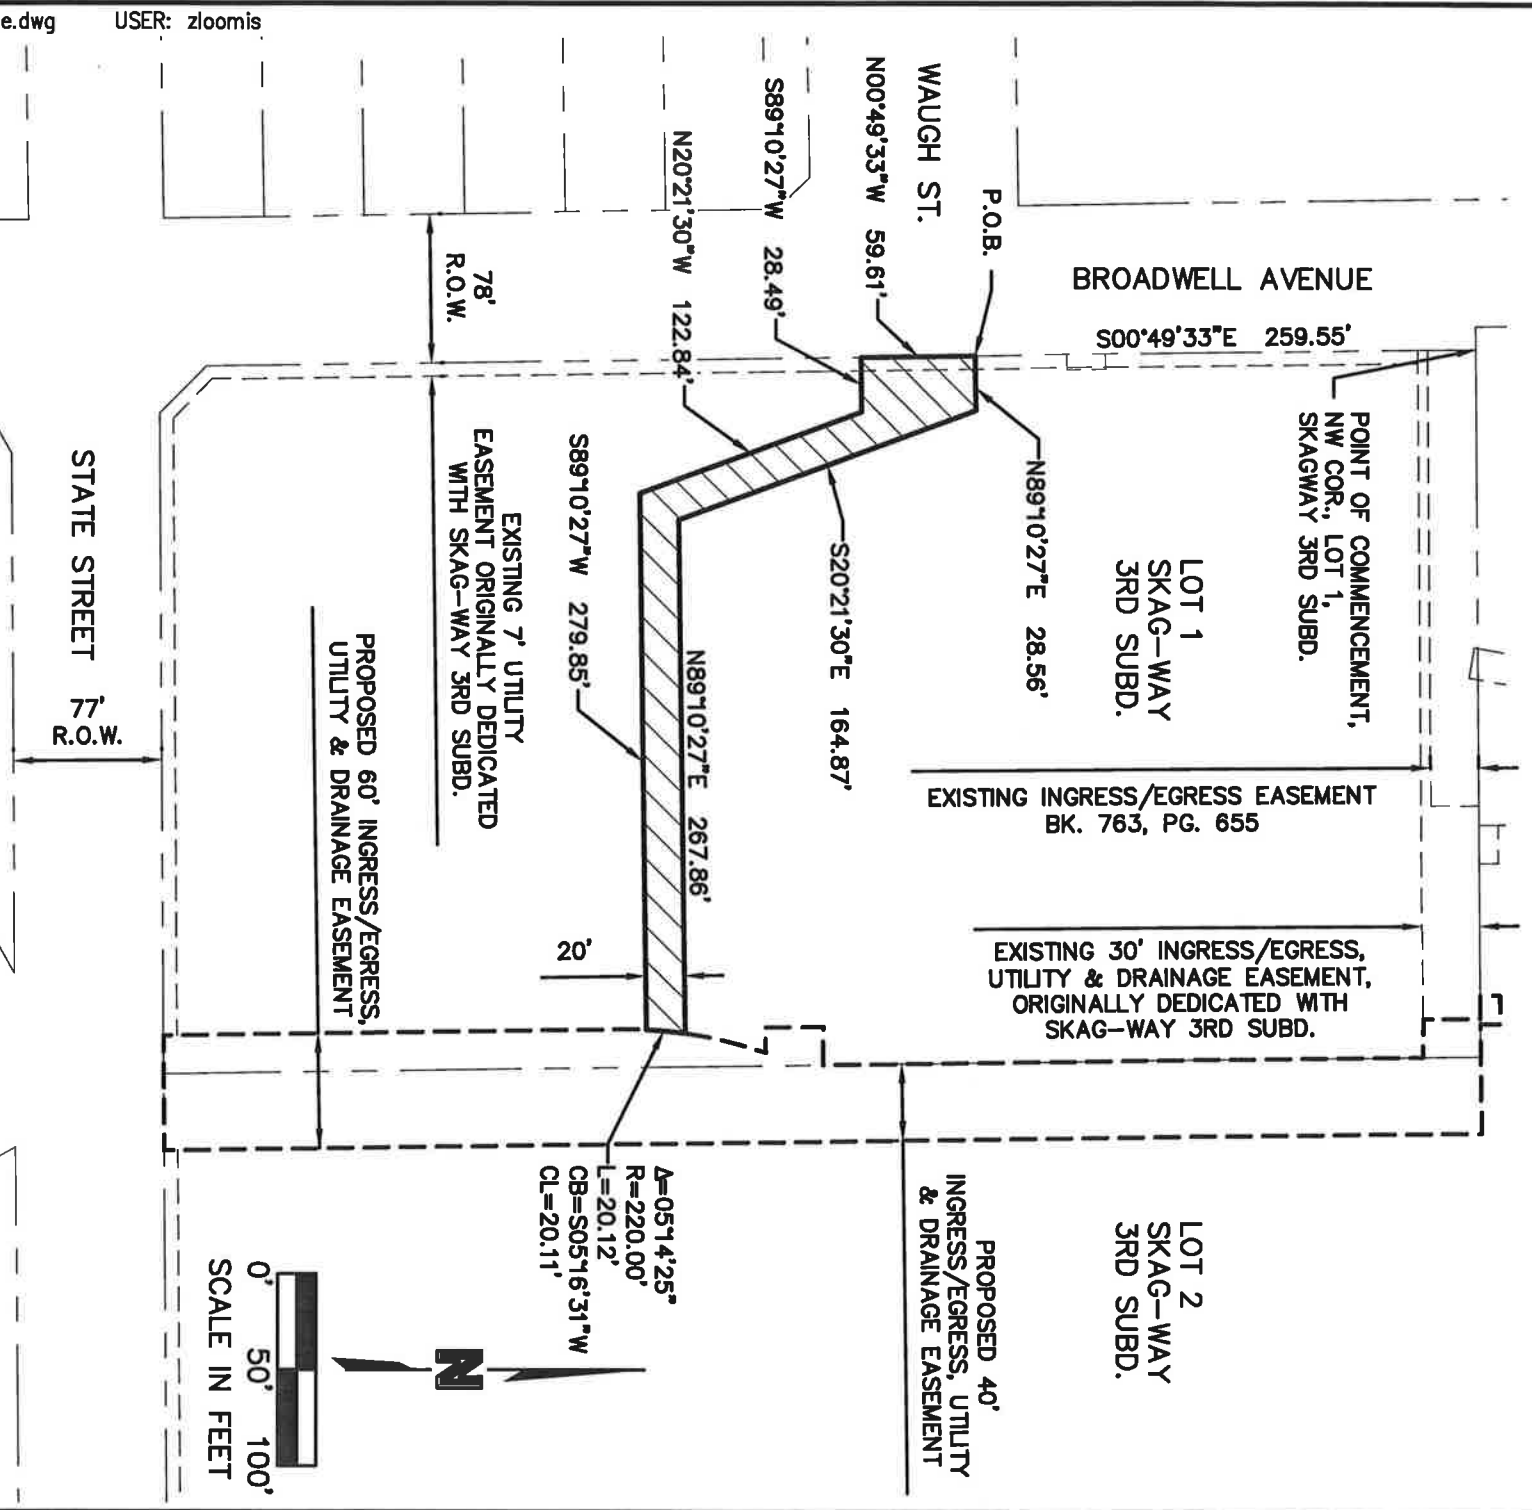 e.dwg USER: zloomis
WAUGH ST.
P.O.B.
BROADWELL AVENUE
S00°49'33"E 259.55'
N00°49'33"W 59.61'
S89°10'27"W 28.49'
N20°21'30"W 122.84'
78'
R.O.W.
POINT OF COMMENCEMENT,
NW COR., LOT 1,
SKAGWAY 3RD SUBD.
N89°10'27"E 28.56'
LOT 1
SKAG-WAY
3RD SUBD.
S20°21'30"E 164.87'
S89°10'27"W 279.85'
N89°10'27"E 267.86'
EXISTING 7' UTILITY
EASEMENT ORIGINALLY DEDICATED
WITH SKAG-WAY 3RD SUBD.
STATE STREET
77'
R.O.W.
PROPOSED 60' INGRESS/EGRESS,
UTILITY & DRAINAGE EASEMENT
EXISTING INGRESS/EGRESS EASEMENT
BK. 763, PG. 655
20'
EXISTING 30' INGRESS/EGRESS,
UTILITY & DRAINAGE EASEMENT,
ORIGINALLY DEDICATED WITH
SKAG-WAY 3RD SUBD.
Δ=05°14'25"
R=220.00'
L=20.12'
CB=S05°16'31"W
CL=20.11'
PROPOSED 40'
INGRESS/EGRESS, UTILITY
& DRAINAGE EASEMENT
LOT 2
SKAG-WAY
3RD SUBD.
N
0' 50' 100'
SCALE IN FEET